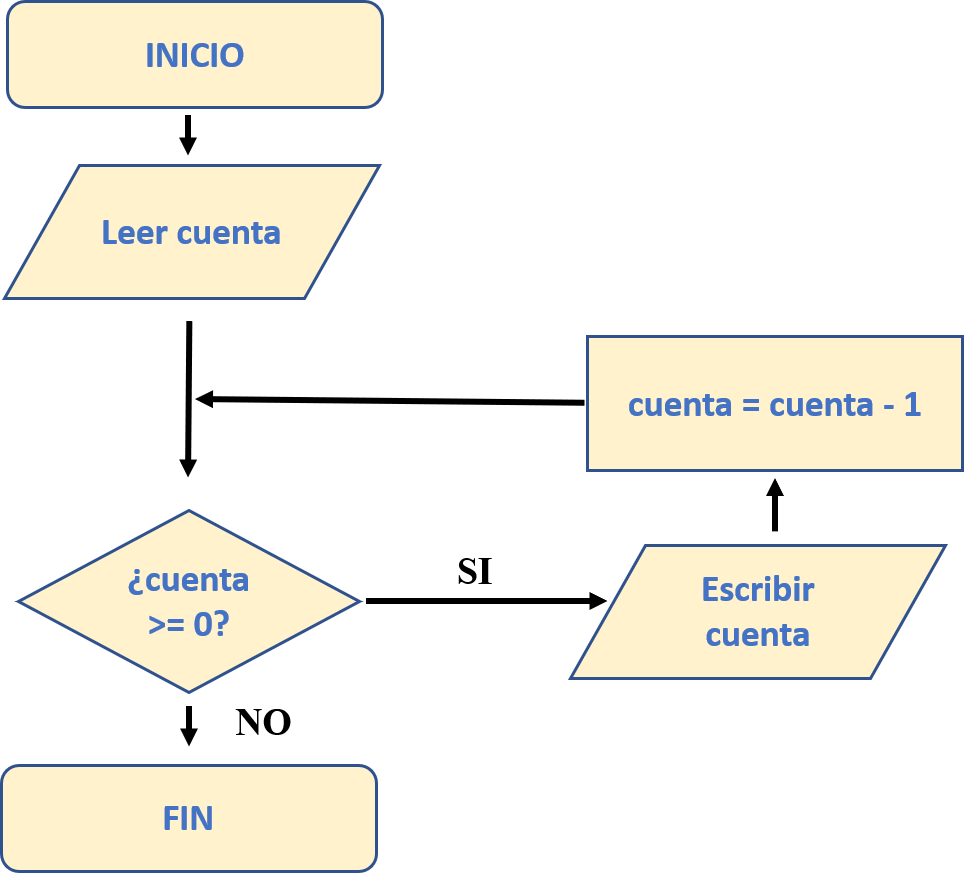 INICIO
Leer cuenta
¿cuenta
>= 0?
SI
Escribir
cuenta
cuenta = cuenta - 1
NO
FIN